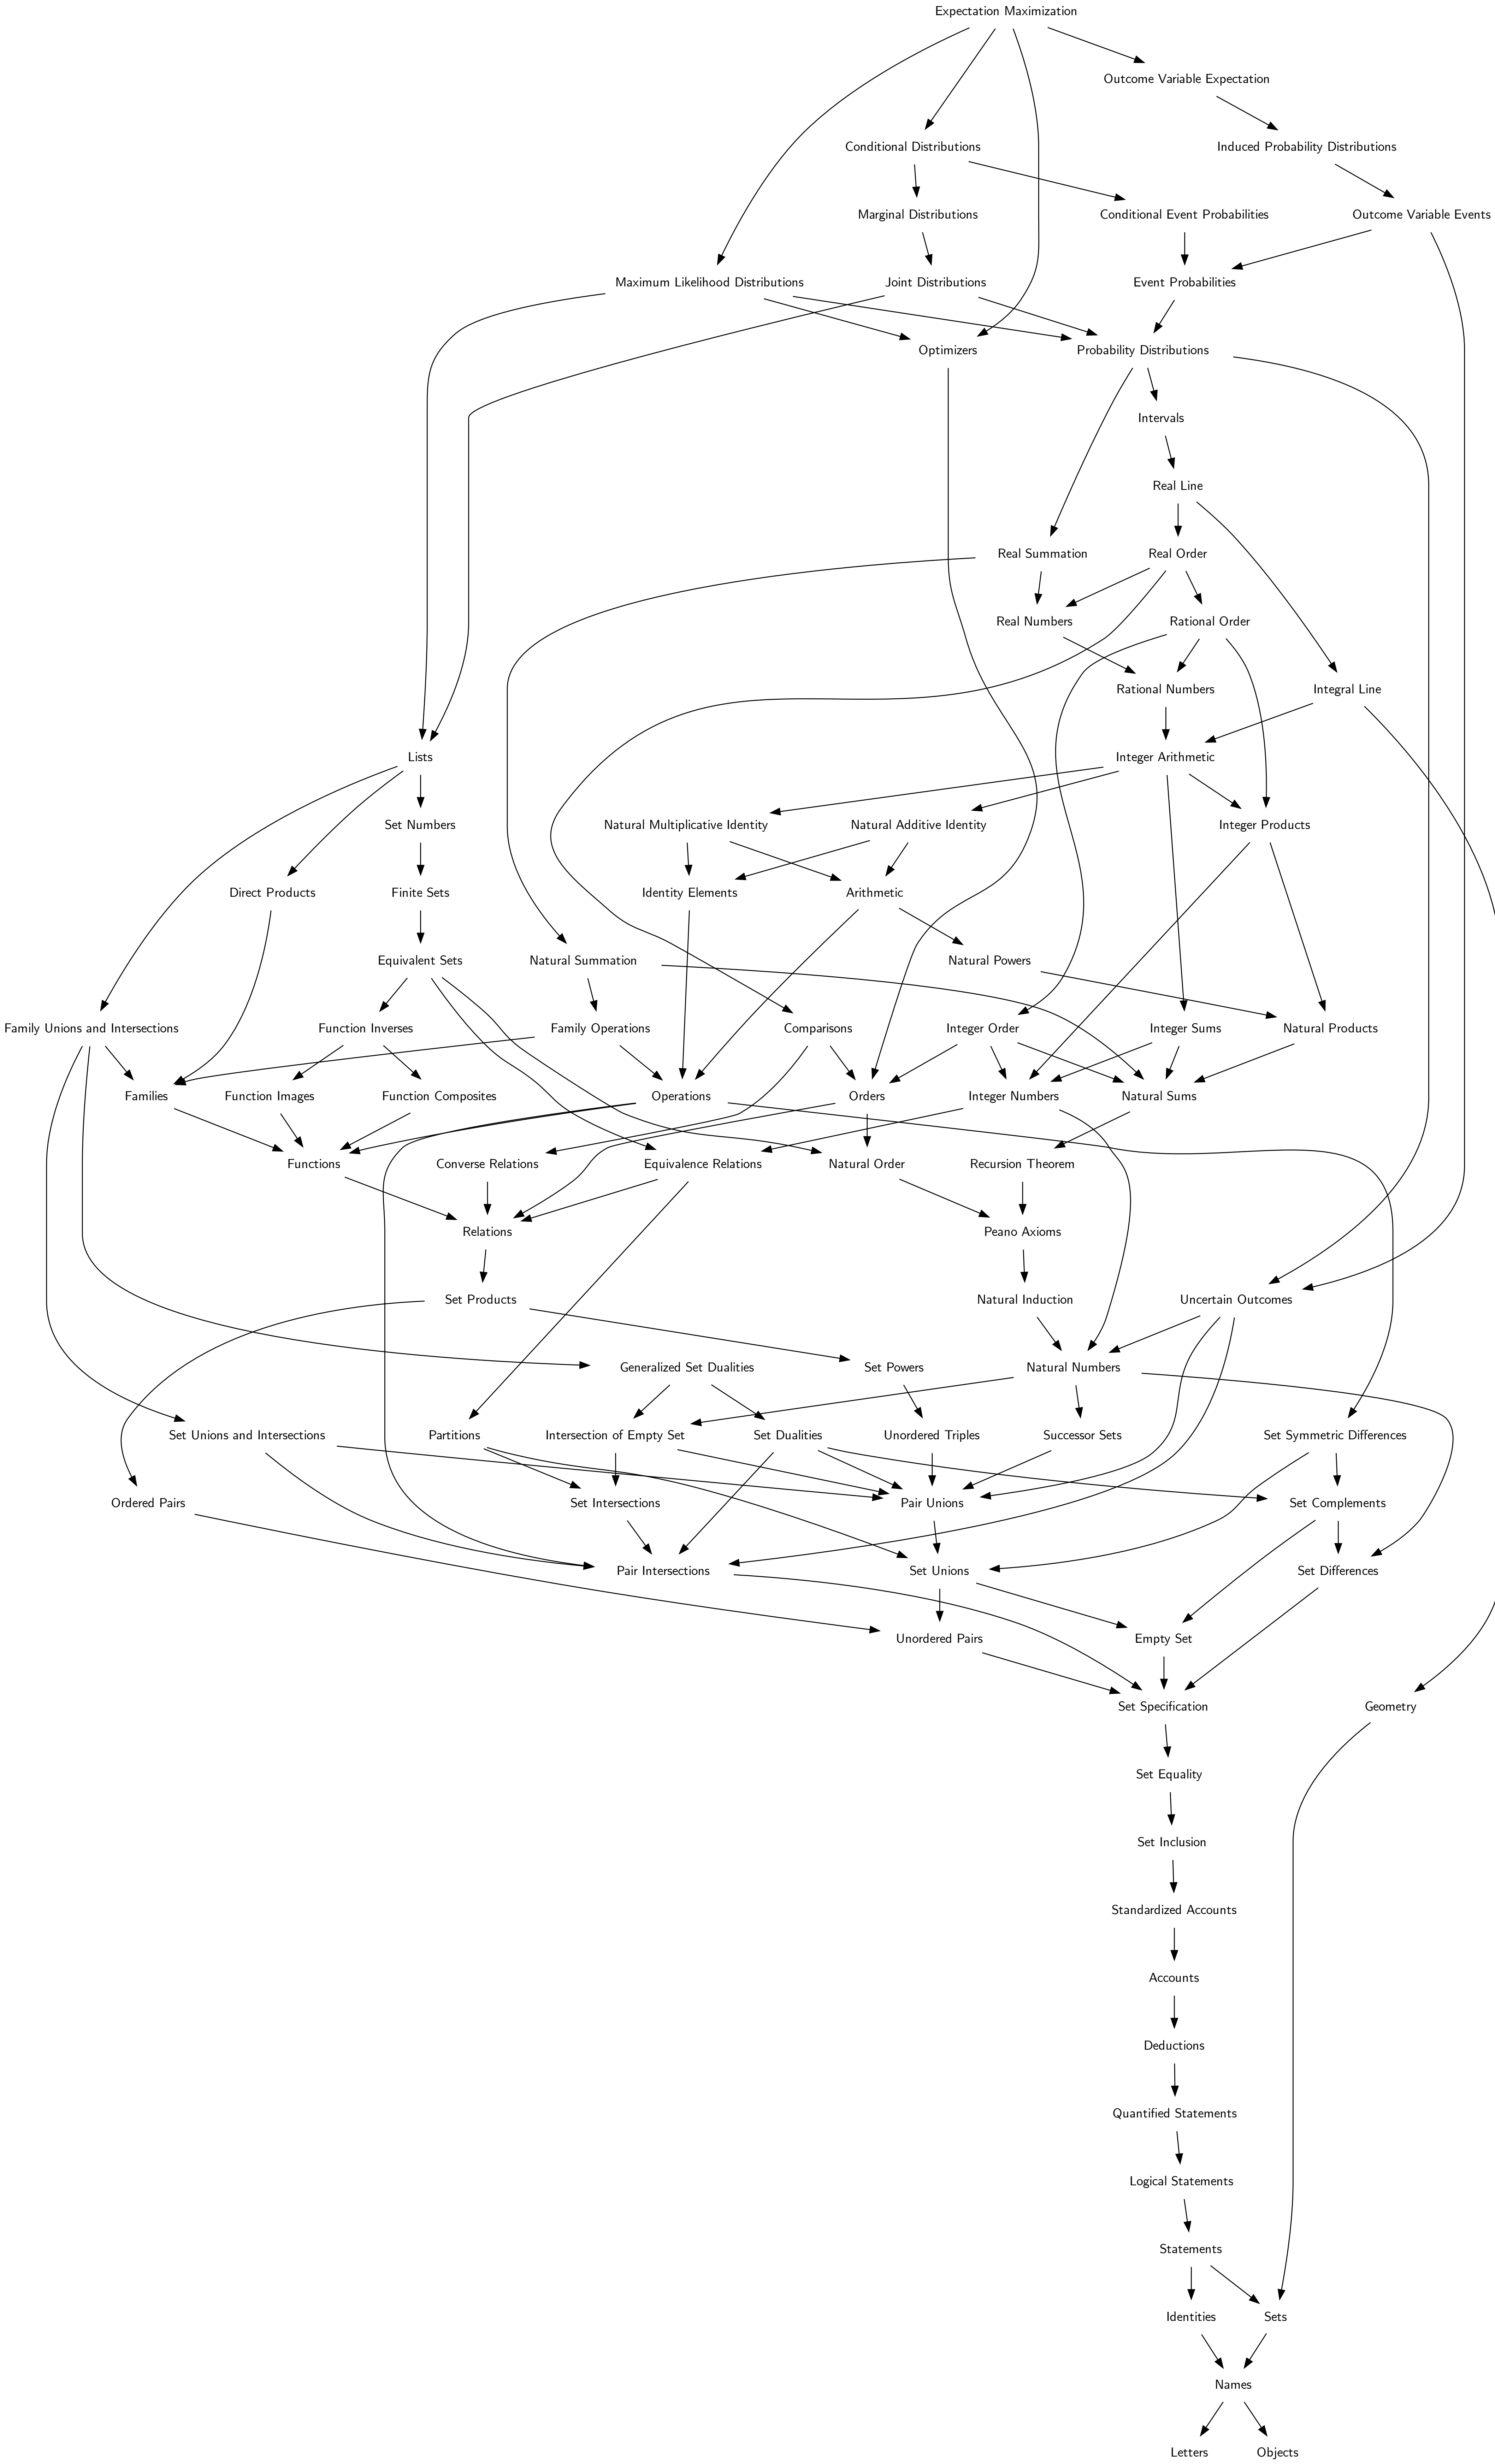 Expectation Maximization
Outcome Variable Expectation
Conditional Distributions
Induced Probability Distributions
Marginal Distributions
Conditional Event Probabilities
Outcome Variable Events
Maximum Likelihood Distributions
Joint Distributions
Event Probabilities
Optimizers
Probability Distributions
Intervals
Real Line
Real Summation
Real Order
Real Numbers
Rational Order
Rational Numbers
Integral Line
Lists
Integer Arithmetic
Set Numbers
Natural Multiplicative Identity
Natural Additive Identity
Integer Products
Direct Products
Finite Sets
Identity Elements
Arithmetic
Equivalent Sets
Natural Summation
Natural Powers
Family Unions and Intersections
Function Inverses
Family Operations
Comparisons
Integer Order
Integer Sums
Natural Products
Families
Function Images
Function Composites
Operations
Orders
Integer Numbers
Natural Sums
Functions
Converse Relations
Equivalence Relations
Natural Order
Recursion Theorem
Relations
Peano Axioms
Set Products
Natural Induction
Uncertain Outcomes
Generalized Set Dualities
Set Powers
Natural Numbers
Set Unions and Intersections
Partitions
Intersection of Empty Set
Set Dualities
Unordered Triples
Successor Sets
Set Symmetric Differences
Ordered Pairs
Set Intersections
Pair Unions
Set Complements
Pair Intersections
Set Unions
Set Differences
Unordered Pairs
Empty Set
Set Specification
Geometry
Set Equality
Set Inclusion
Standardized Accounts
Accounts
Deductions
Quantified Statements
Logical Statements
Statements
Identities
Sets
Names
Letters
Objects